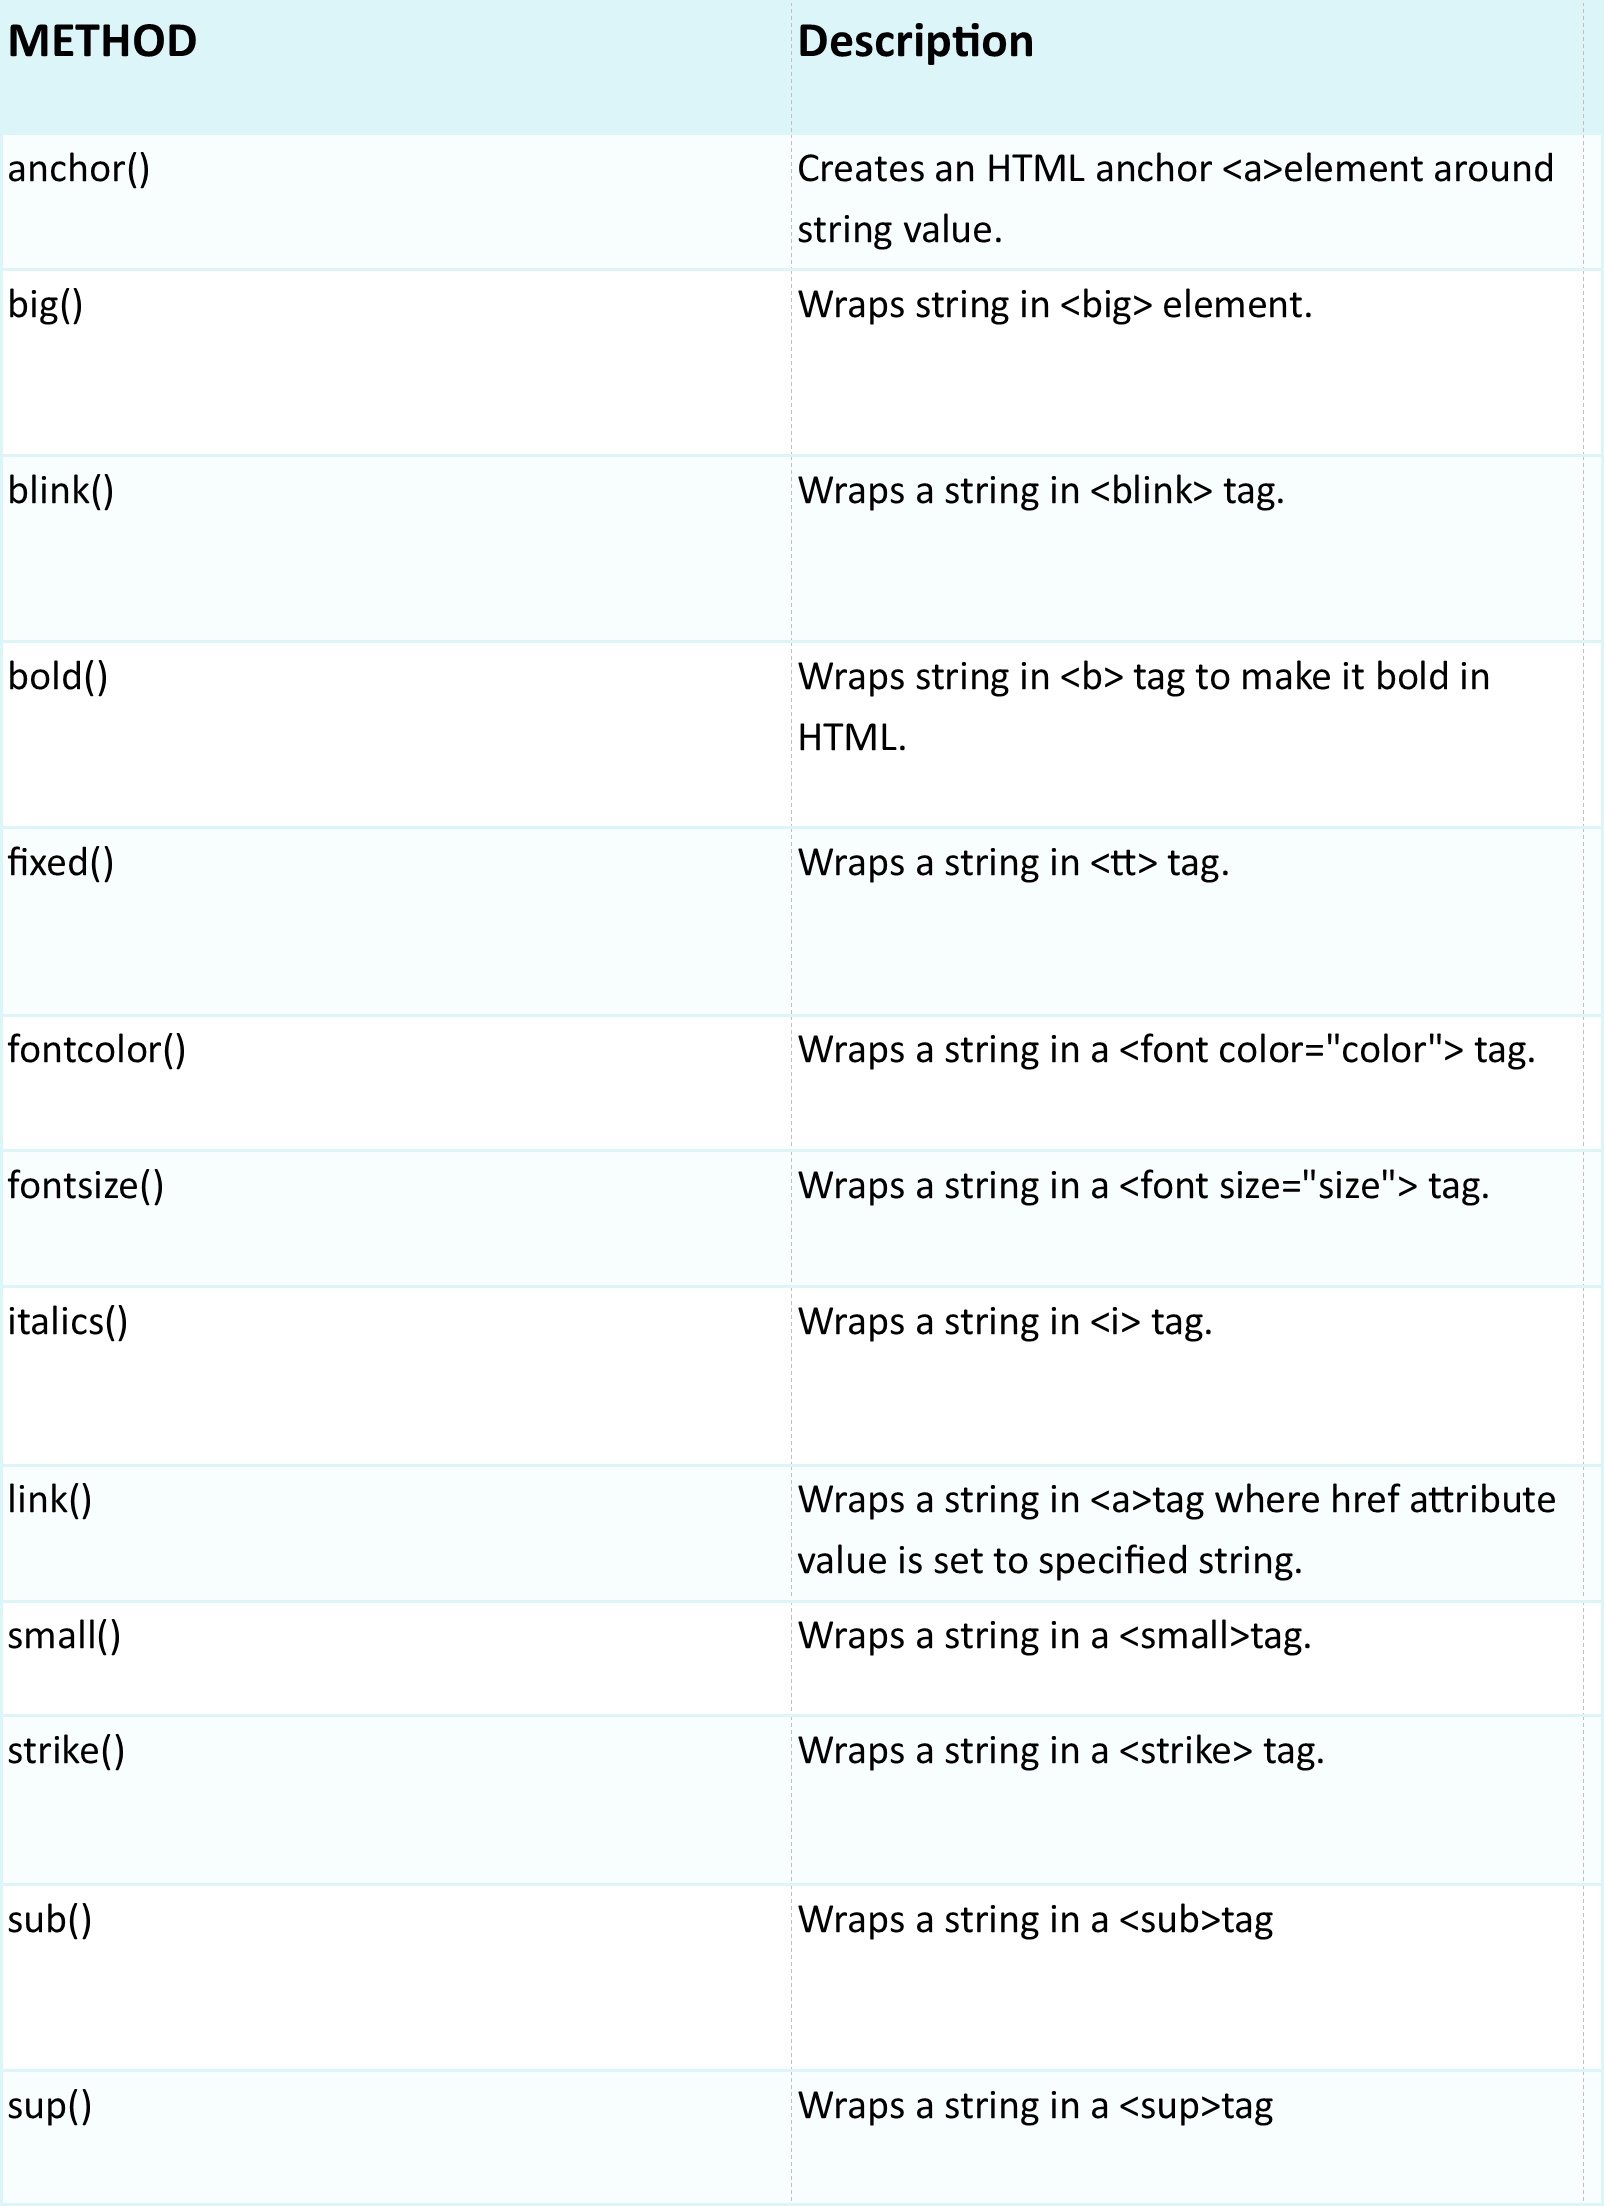 METHOD Description
anchor() Creates an HTML anchor <a>element around
string value.
big() Wraps string in <big> element.
blink() Wraps a string in <blink> tag.
bold() Wraps string in <b> tag to make it bold in
HTML.
fixed() Wraps a string in <tt> tag.
fontcolor() Wraps a string in a <font color="color"> tag.
fontsize() Wraps a string in a <font size="size"> tag.
italics() Wraps a string in <i> tag.
link() Wraps a string in <a>tag where href attribute
value is set to specified string.
small() Wraps a string in a <small>tag.
strike() Wraps a string in a <strike> tag.
sub() Wraps a string in a <sub>tag
sup() Wraps a string in a <sup>tag